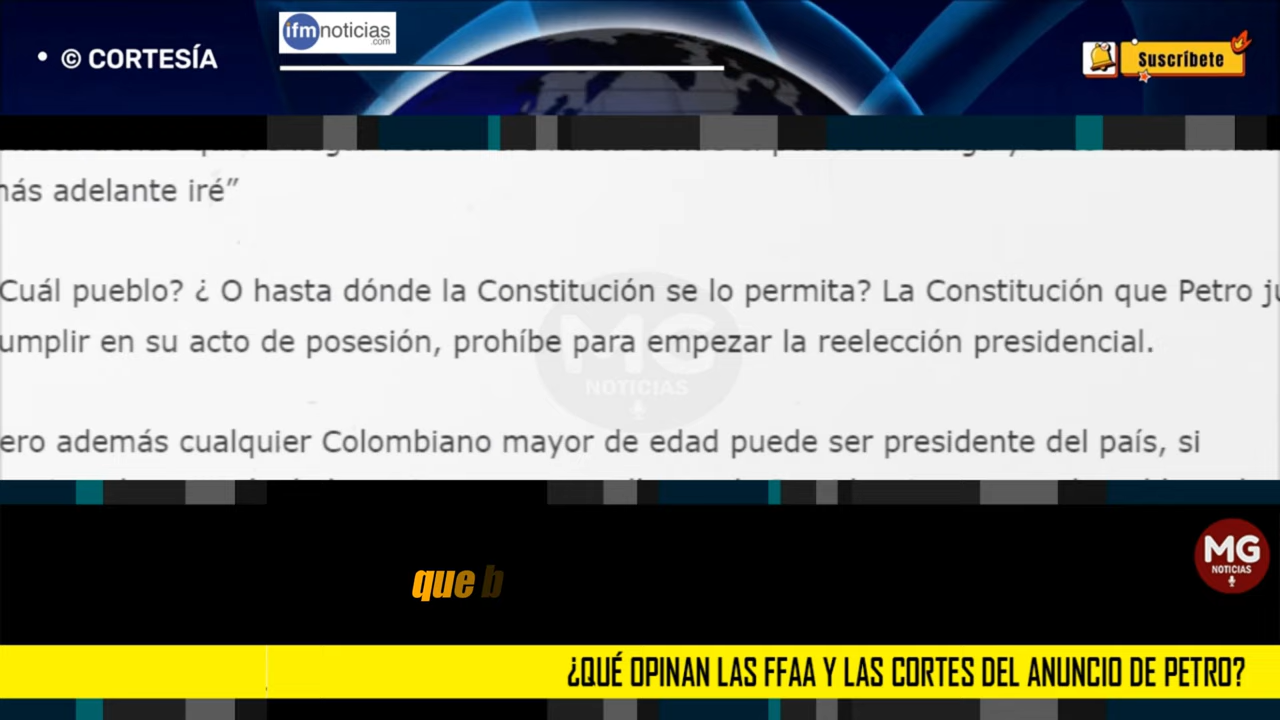 • © CORTESÍA
ifmnoticias
.com
Suscríbete
más adelante iré”
Cuál pueblo? ¿ O hasta dónde la Constitución se lo permita? La Constitución que Petro ju
umplir en su acto de posesión, prohíbe para empezar la reelección presidencial.
MG
NOTICIAS
ero además cualquier Colombiano mayor de edad puede ser presidente del país, si
MG
NOTICIAS
que b
¿QUÉ OPINAN LAS FFAA Y LAS CORTES DEL ANUNCIO DE PETRO?